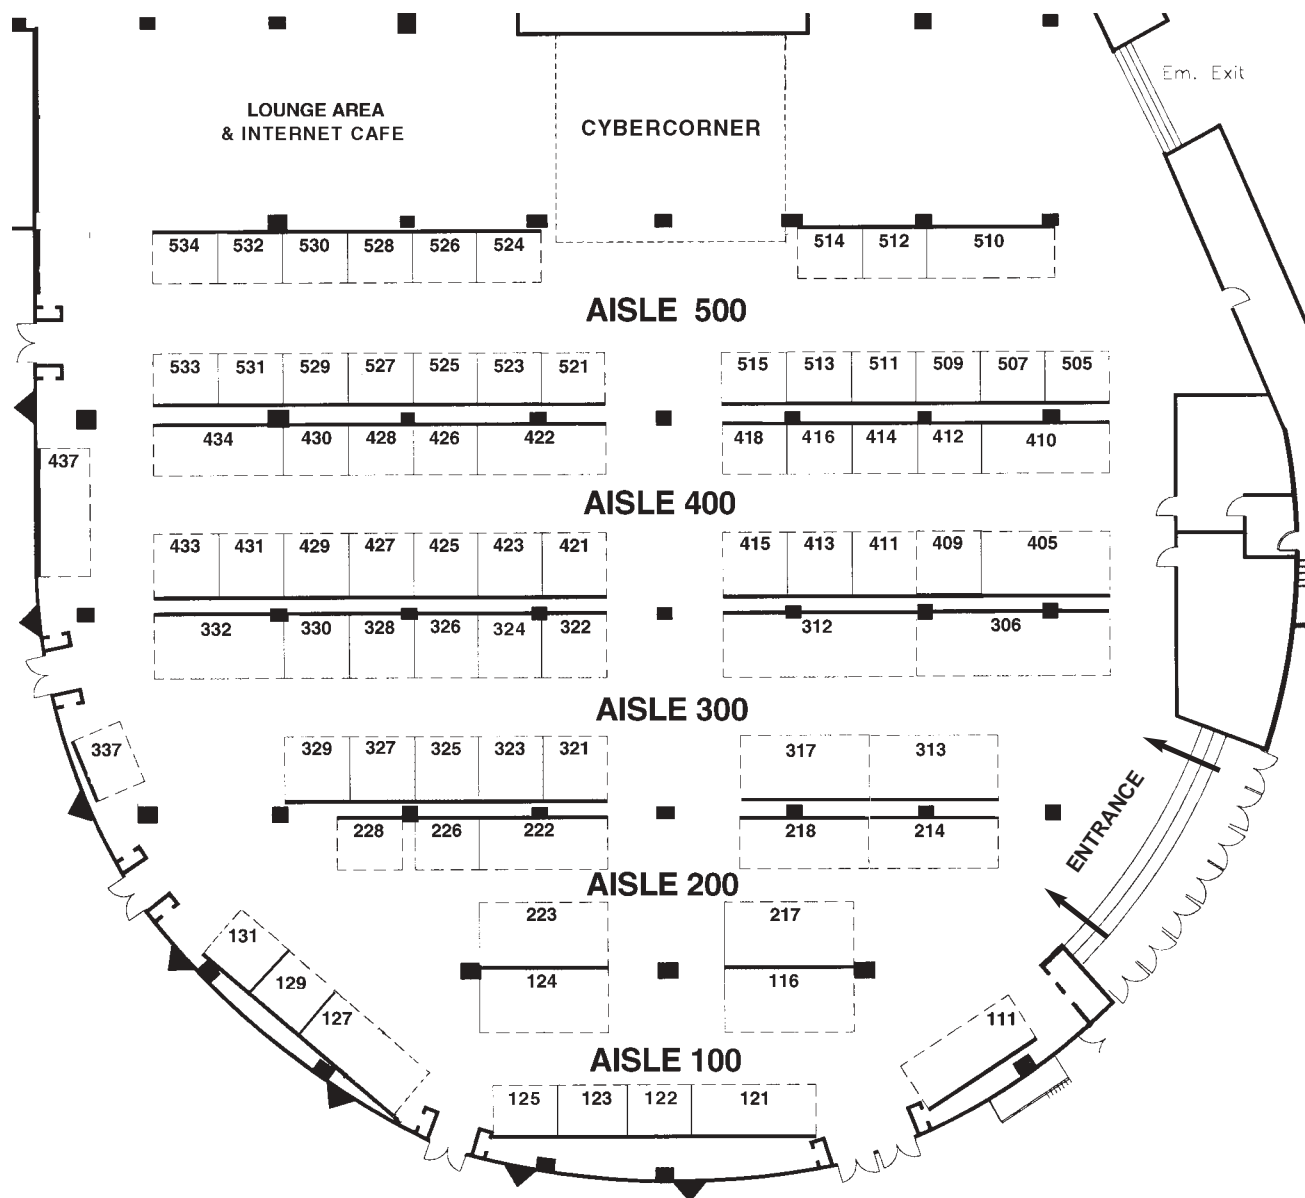 Em. Exit
LOUNGE AREA
& INTERNET CAFE
CYBERCORNER
534 532 530 528 526 524
514 512 510
AISLE 500
533 531 529 527 525 523 521
515 513 511 509 507 505
434 430 428 426 422
418 416 414 412 410
437
AISLE 400
433 431 429 427 425 423 421
415 413 411 409 405
332 330 328 326 324 322
312 306
AISLE 300
337
329 327 325 323 321
317 313
ENTRANCE
228 226 222
218 214
AISLE 200
223
217
131
129
127
124
116
111
AISLE 100
125 123 122 121